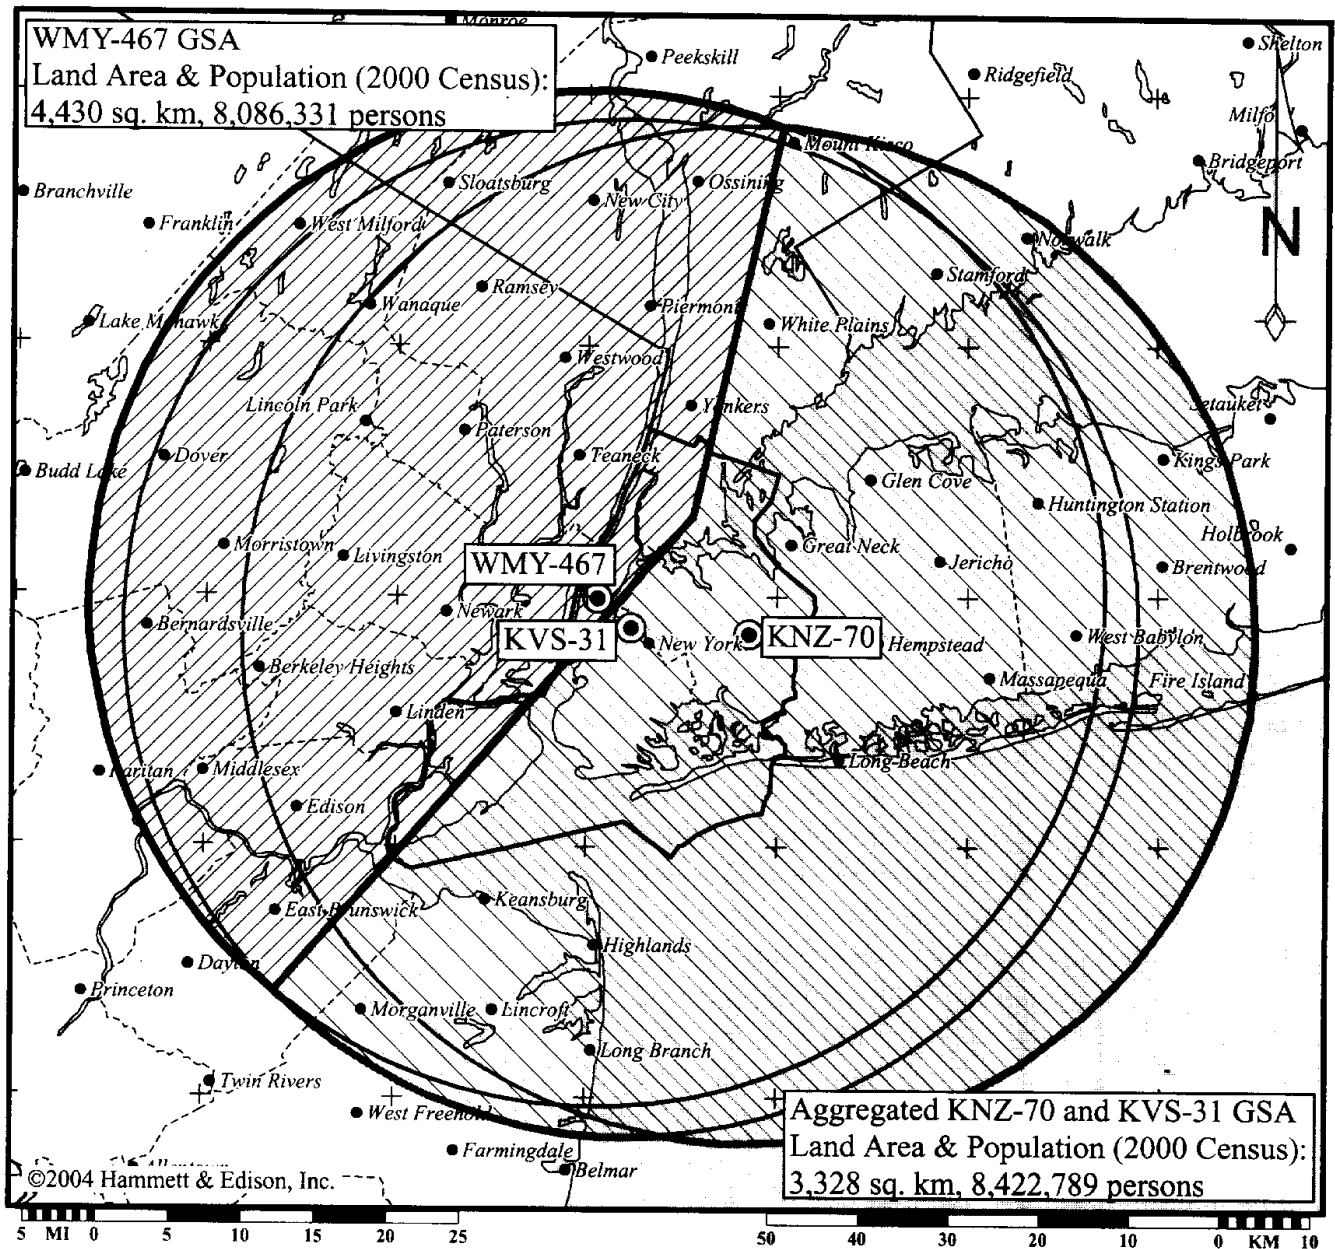 Monroe
WMY-467 GSA
Land Area & Population (2000 Census):
4,430 sq. km, 8,086,331 persons
Peekskill
Ridgefield
Shelton
Milfo
Mount Kisco
Bridgeport
Branchville
Sloatsburg
Ossining
New City
Franklin
West Milford
Norwalk
N
Stamford
Ramsey
Wanaque
Piermont
Lake Mohawk
White Plains
Westwood
Lincoln Park
Yonkers
Setauket
Paterson
Dover
Teaneck
Kings Park
Budd Lake
Glen Cove
Huntington Station
Holbrook
Morristown
Livingston
Great Neck
Jericho
Brentwood
WMY-467
Newark
Bernardsville
KVS-31
New York
KNZ-70
Hempstead
West Babylon
Berkeley Heights
Massapequa
Fire Island
Linden
Raritan
Middlesex
Long Beach
Edison
Keansburg
East Brunswick
Highlands
Dayton
Princeton
Morganville
Lincroft
Long Branch
Twin Rivers
West Freehold
Aggregated KNZ-70 and KVS-31 GSA
Land Area & Population (2000 Census):
3,328 sq. km, 8,422,789 persons
Farmingdale
Belmar
©2004 Hammett & Edison, Inc.
5 MI 0 5 10 15 20 25
50 40 30 20 10 0 KM 10